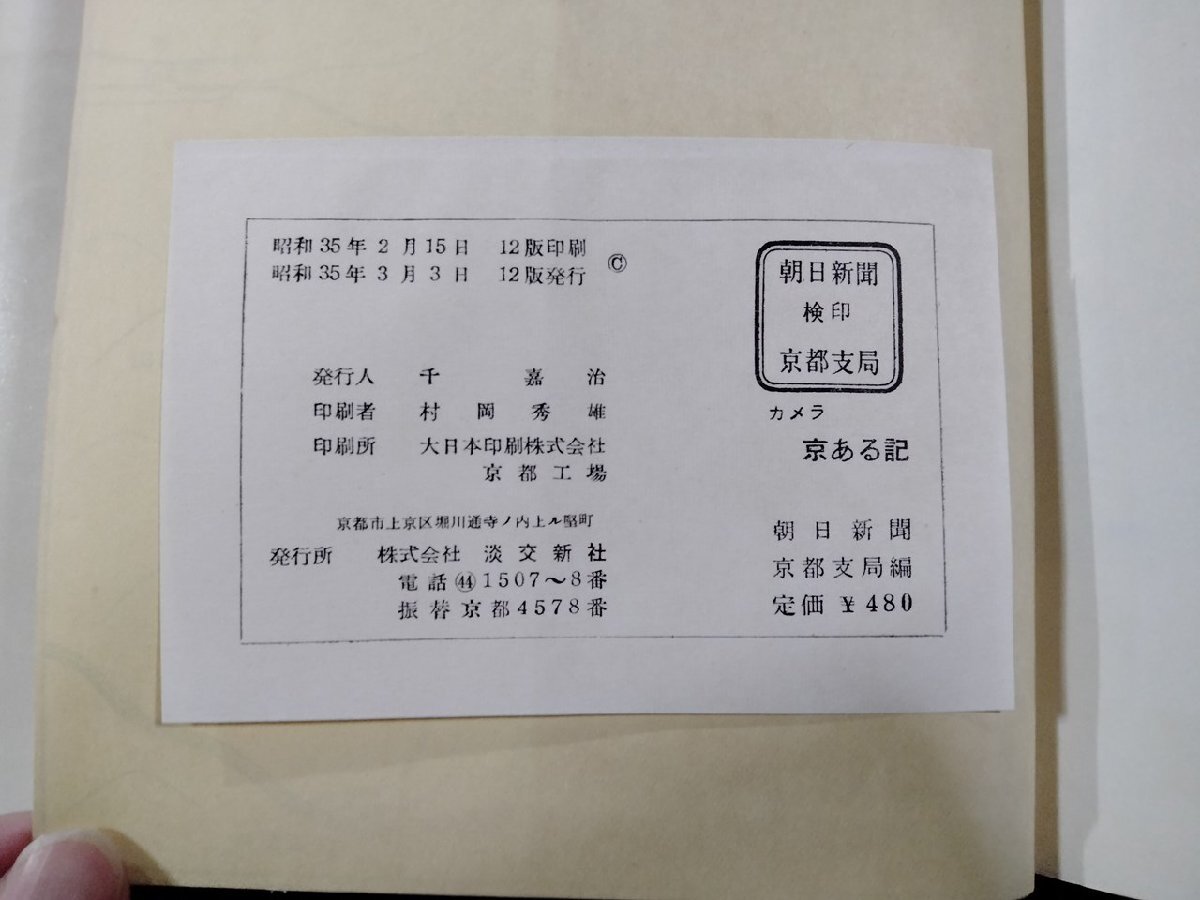 昭和35年2月15日 12版印刷
昭和35年3月3日 12版発行
Ⓒ
発行人 千 嘉 治
印刷者 村 岡 秀 雄
印刷所 大日本印刷株式会社
京都工場
京都市上京区堀川通寺ノ内上ル竪町
発行所 株式会社 淡交新社
電話㊹1507〜8番
振替京都4578番
朝日新聞
検印
京都支局
カメラ
京ある記
朝日新聞
京都支局編
定価 ¥480